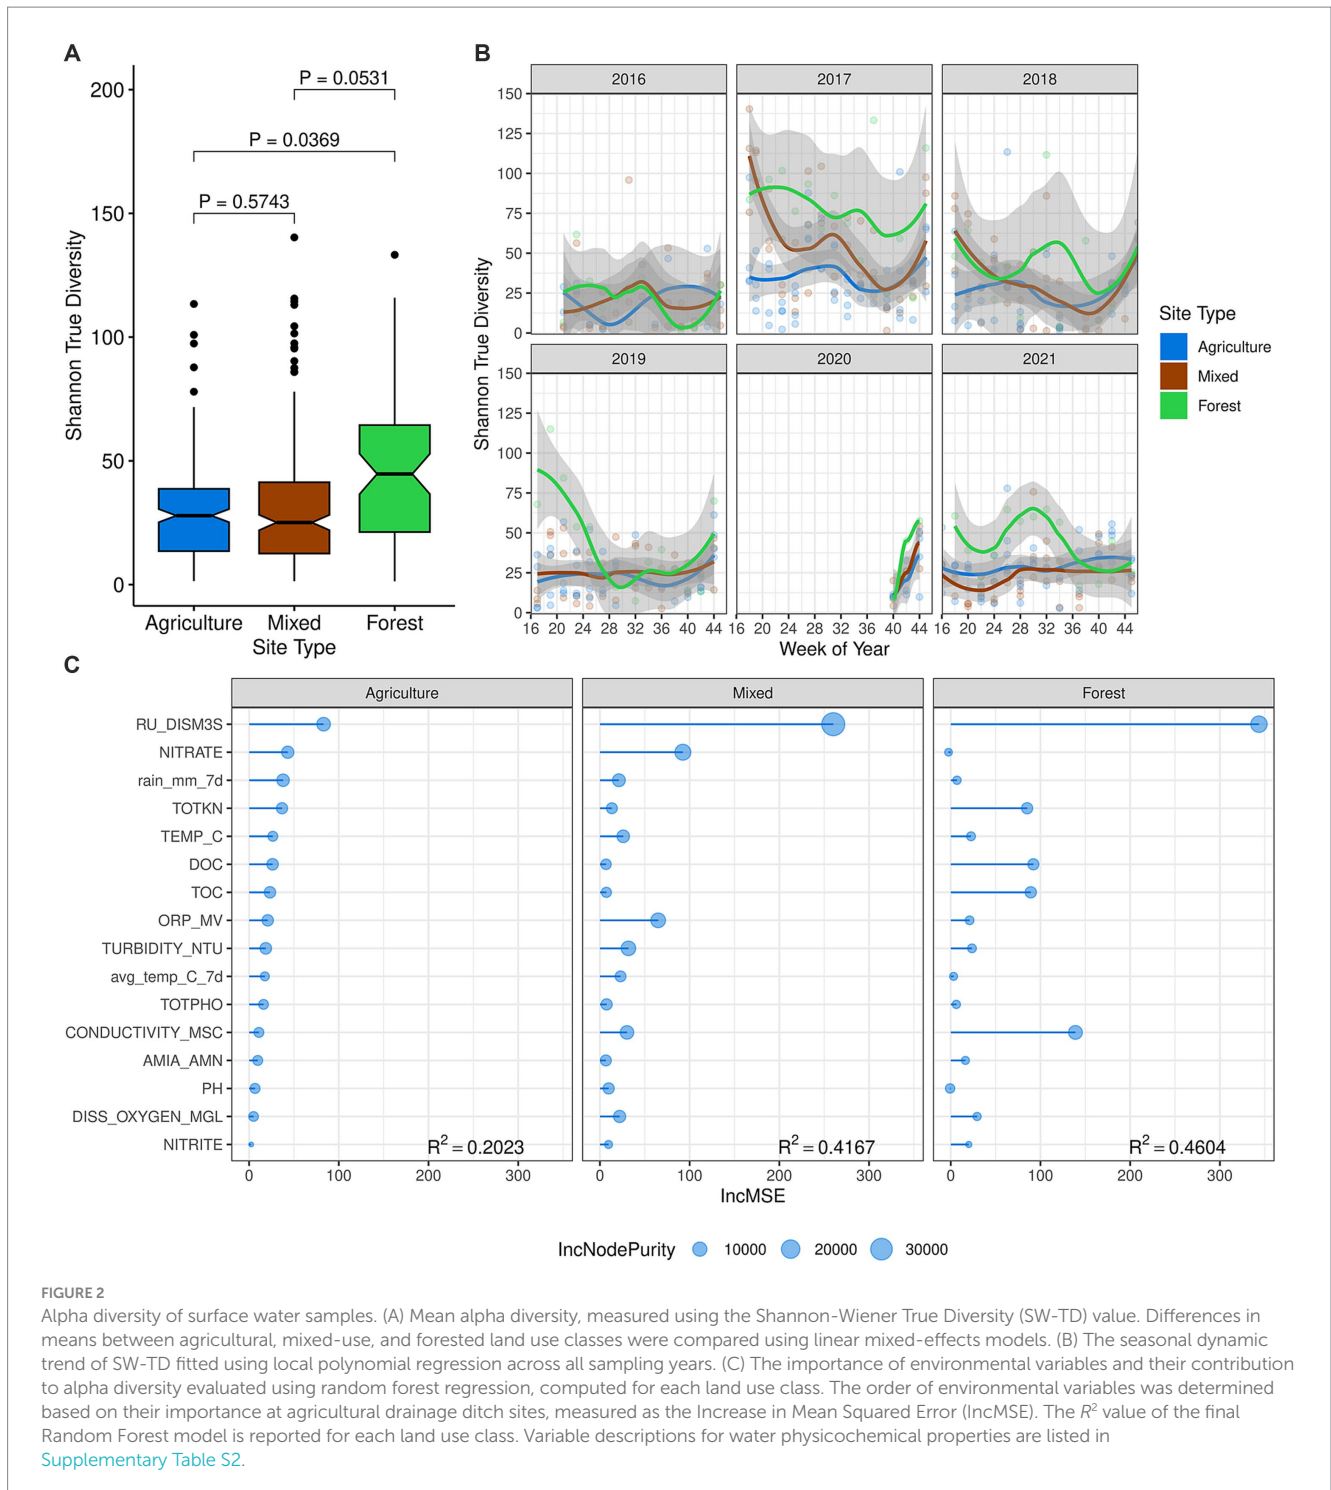 A
200
150
100
50
0
Shannon True Diversity
P = 0.0531
P = 0.0369
P = 0.5743
Agriculture Mixed Forest
Site Type
B
2016 2017 2018
150
125
100
75
50
25
0
2019 2020 2021
150
125
100
75
50
25
0
Shannon True Diversity
16 20 24 28 32 36 40 44 16 20 24 28 32 36 40 44 16 20 24 28 32 36 40 44
Week of Year
Site Type
Agriculture
Mixed
Forest
C
Agriculture Mixed Forest
RU_DISM3S
NITRATE
rain_mm_7d
TOTKN
TEMP_C
DOC
TOC
ORP_MV
TURBIDITY_NTU
avg_temp_C_7d
TOTPHO
CONDUCTIVITY_MSC
AMIA_AMN
PH
DISS_OXYGEN_MGL
NITRITE
R² = 0.2023 R² = 0.4167 R² = 0.4604
0 100 200 300 0 100 200 300 0 100 200 300
IncMSE
IncNodePurity 10000 20000 30000
FIGURE 2
Alpha diversity of surface water samples. (A) Mean alpha diversity, measured using the Shannon-Wiener True Diversity (SW-TD) value. Differences in
means between agricultural, mixed-use, and forested land use classes were compared using linear mixed-effects models. (B) The seasonal dynamic
trend of SW-TD fitted using local polynomial regression across all sampling years. (C) The importance of environmental variables and their contribution
to alpha diversity evaluated using random forest regression, computed for each land use class. The order of environmental variables was determined
based on their importance at agricultural drainage ditch sites, measured as the Increase in Mean Squared Error (IncMSE). The R² value of the final
Random Forest model is reported for each land use class. Variable descriptions for water physicochemical properties are listed in
Supplementary Table S2.